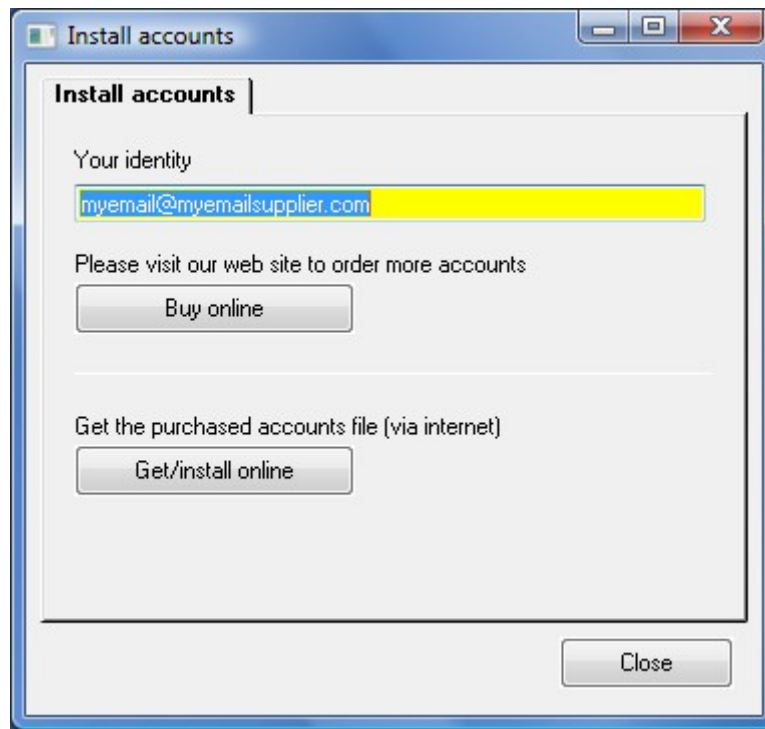 Install accounts
Install accounts
Your identity
myemail@myemailsupplier.com
Please visit our web site to order more accounts
Buy online
Get the purchased accounts file (via internet)
Get/install online
Close